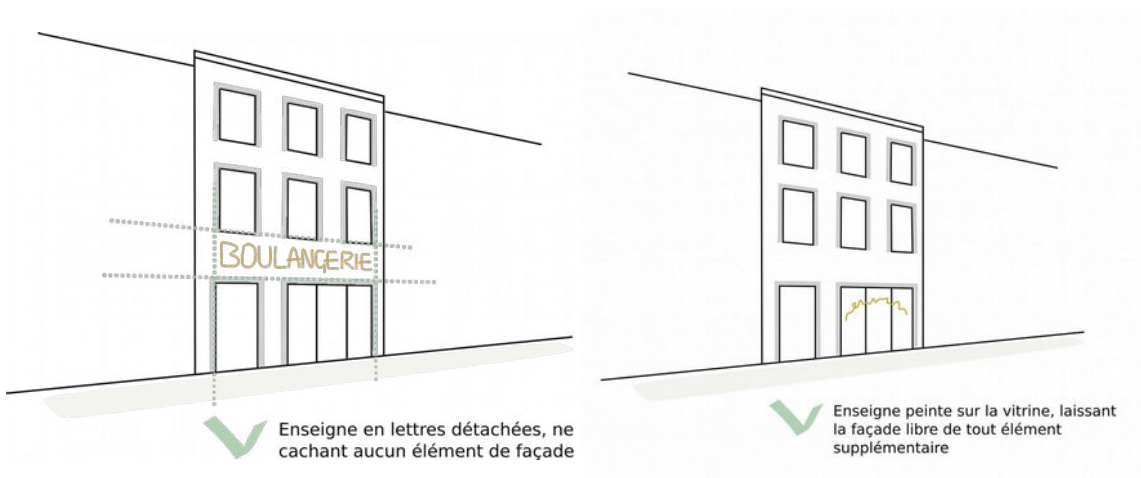 BOULANGERIE
Enseigne en lettres détachées, ne
cachant aucun élément de façade
Enseigne peinte sur la vitrine, laissant
la façade libre de tout élément
supplémentaire